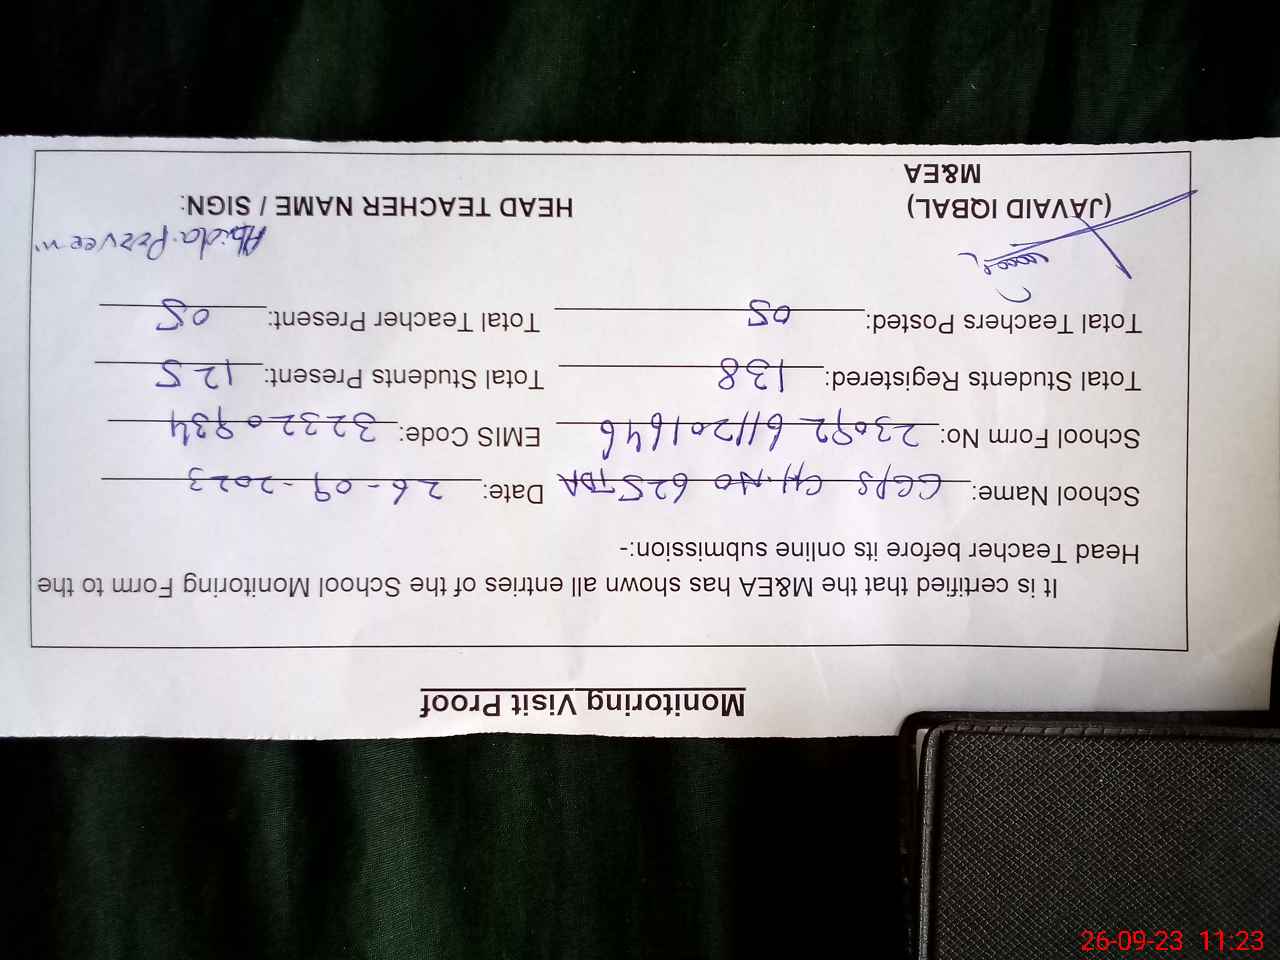 Monitoring Visit Proof
It is certified that the M&EA has shown all entries of the School Monitoring Form to the
Head Teacher before its online submission:-
School Name: GGPS CH.NO 625TDA Date: 26-09-2023
School Form No: 23092 611201646 EMIS Code: 32320934
Total Students Registered: 138 Total Students Present: 125
Total Teachers Posted: 05 Total Teacher Present: 05
Abida Perveen
(JAVAID IQBAL) HEAD TEACHER NAME / SIGN:
M&EA
26-09-23 11:23